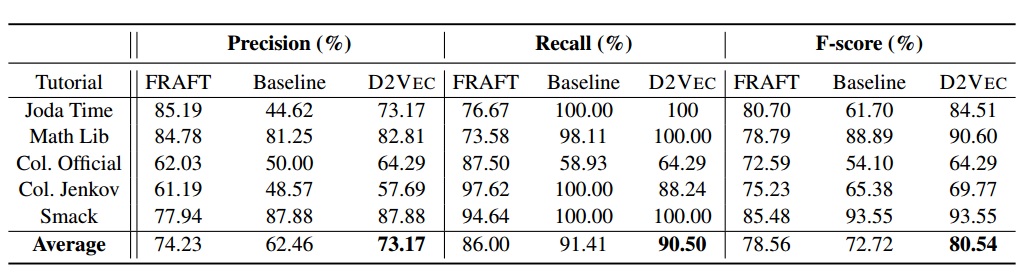 Precision (%) Recall (%) F-score (%)
Tutorial FRAFT Baseline D2VEC FRAFT Baseline D2VEC FRAFT Baseline D2VEC
Joda Time 85.19 44.62 73.17 76.67 100.00 100 80.70 61.70 84.51
Math Lib 84.78 81.25 82.81 73.58 98.11 100.00 78.79 88.89 90.60
Col. Official 62.03 50.00 64.29 87.50 58.93 64.29 72.59 54.10 64.29
Col. Jenkov 61.19 48.57 57.69 97.62 100.00 88.24 75.23 65.38 69.77
Smack 77.94 87.88 87.88 94.64 100.00 100.00 85.48 93.55 93.55
Average 74.23 62.46 73.17 86.00 91.41 90.50 78.56 72.72 80.54